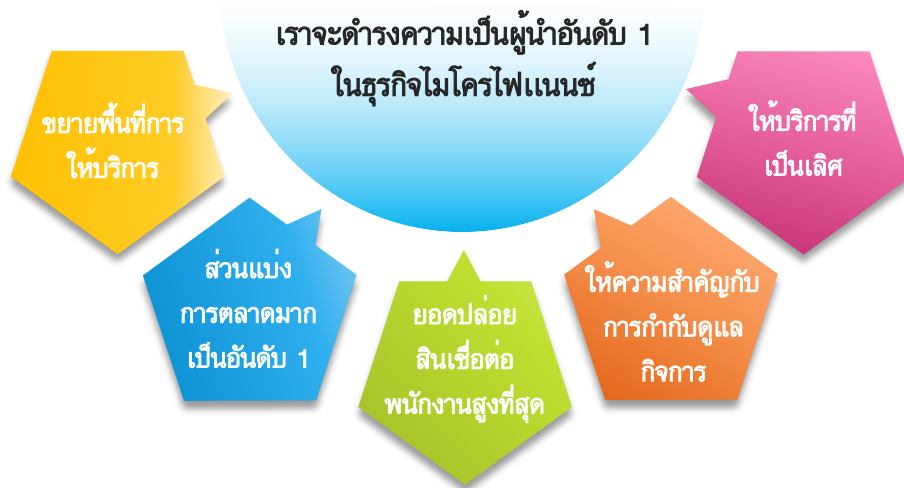 เราจะดำรงความเป็นผู้นำอันดับ 1
ในธุรกิจไมโครไฟแนนซ์
ขยายพื้นที่การ
ให้บริการ
ส่วนแบ่ง
การตลาดมาก
เป็นอันดับ 1
ยอดปล่อย
สินเชื่อต่อ
พนักงานสูงที่สุด
ให้ความสำคัญกับ
การกำกับดูแล
กิจการ
ให้บริการที่
เป็นเลิศ